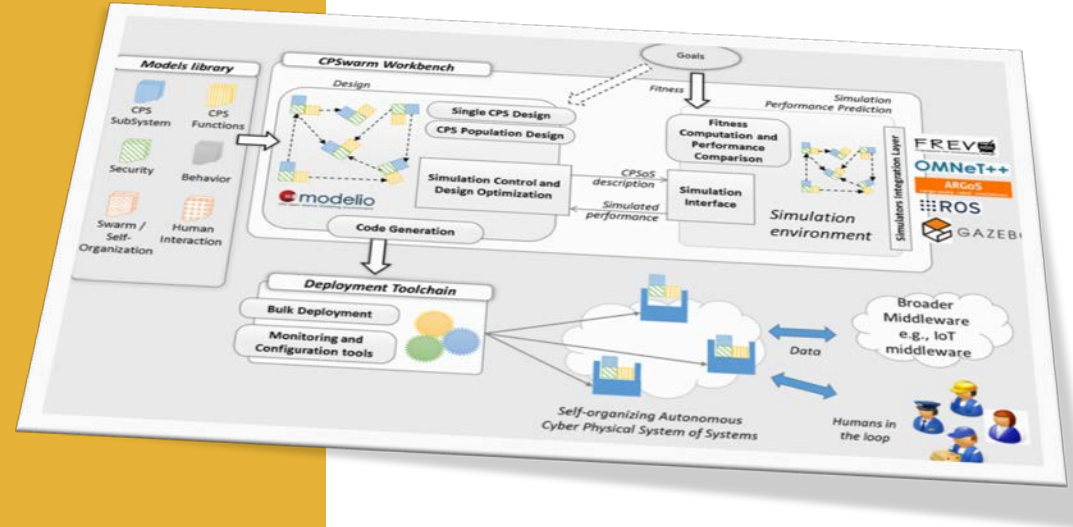 Models library
CPS
SubSystem
CPS
Functions
Security
Behavior
Swarm /
Self-
Organization
Human
Interaction
CPSwarm Workbench
Design
Single CPS Design
CPS Population Design
Simulation Control and
Design Optimization
modelio
Code Generation
Goals
Fitness
CPSoS
description
Simulated
performance
Simulation
Performance Prediction
Fitness
Computation and
Performance
Comparison
Simulation
Interface
Simulation
environment
Simulators Integration Layer
FREVO
OMNeT++
ARGoS
ROS
GAZEB
Deployment Toolchain
Bulk Deployment
Monitoring and
Configuration tools
Self-organizing Autonomous
Cyber Physical System of Systems
Data
Broader
Middleware
e.g., IoT
middleware
Humans in
the loop